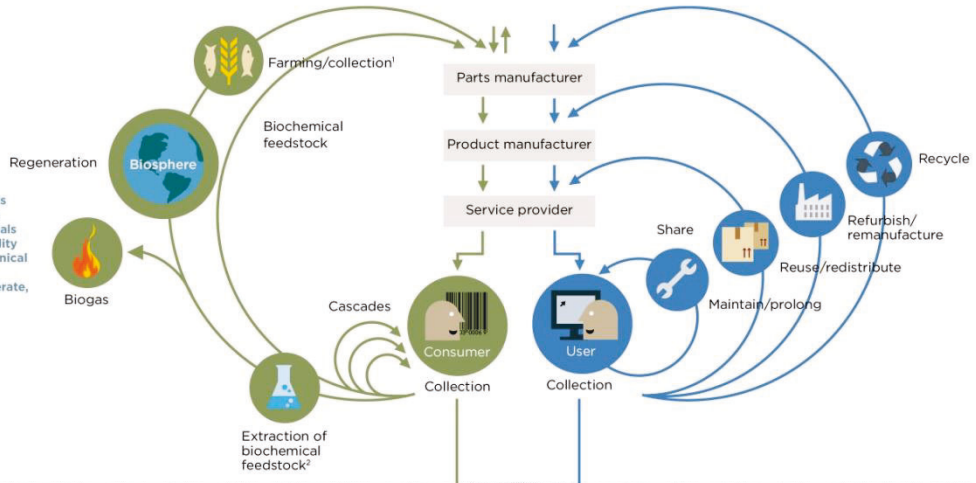 Farming/collection¹
Parts manufacturer
Biochemical
feedstock
Product manufacturer
Regeneration
Biosphere
Recycle
Service provider
Share
Refurbish/
remanufacture
Reuse/redistribute
Biogas
Cascades
Maintain/prolong
Consumer
User
Collection
Collection
Extraction of
biochemical
feedstock²